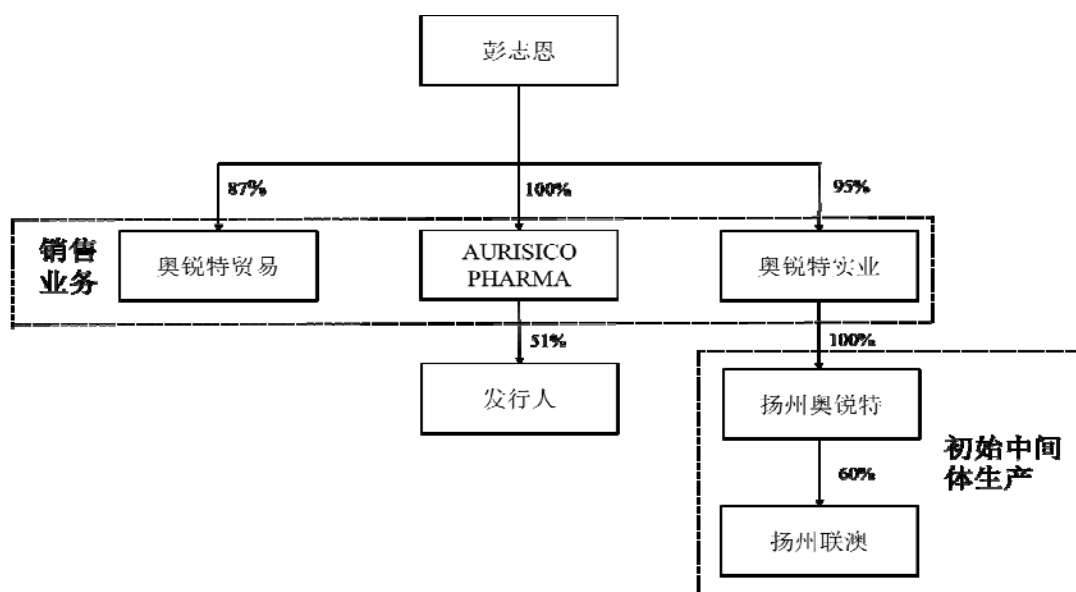 彭志恩
87%
100%
95%
销售
业务
奥锐特贸易
AURISICO
PHARMA
奥锐特实业
51%
100%
发行人
扬州奥锐特
初始中间
体生产
60%
扬州联澳